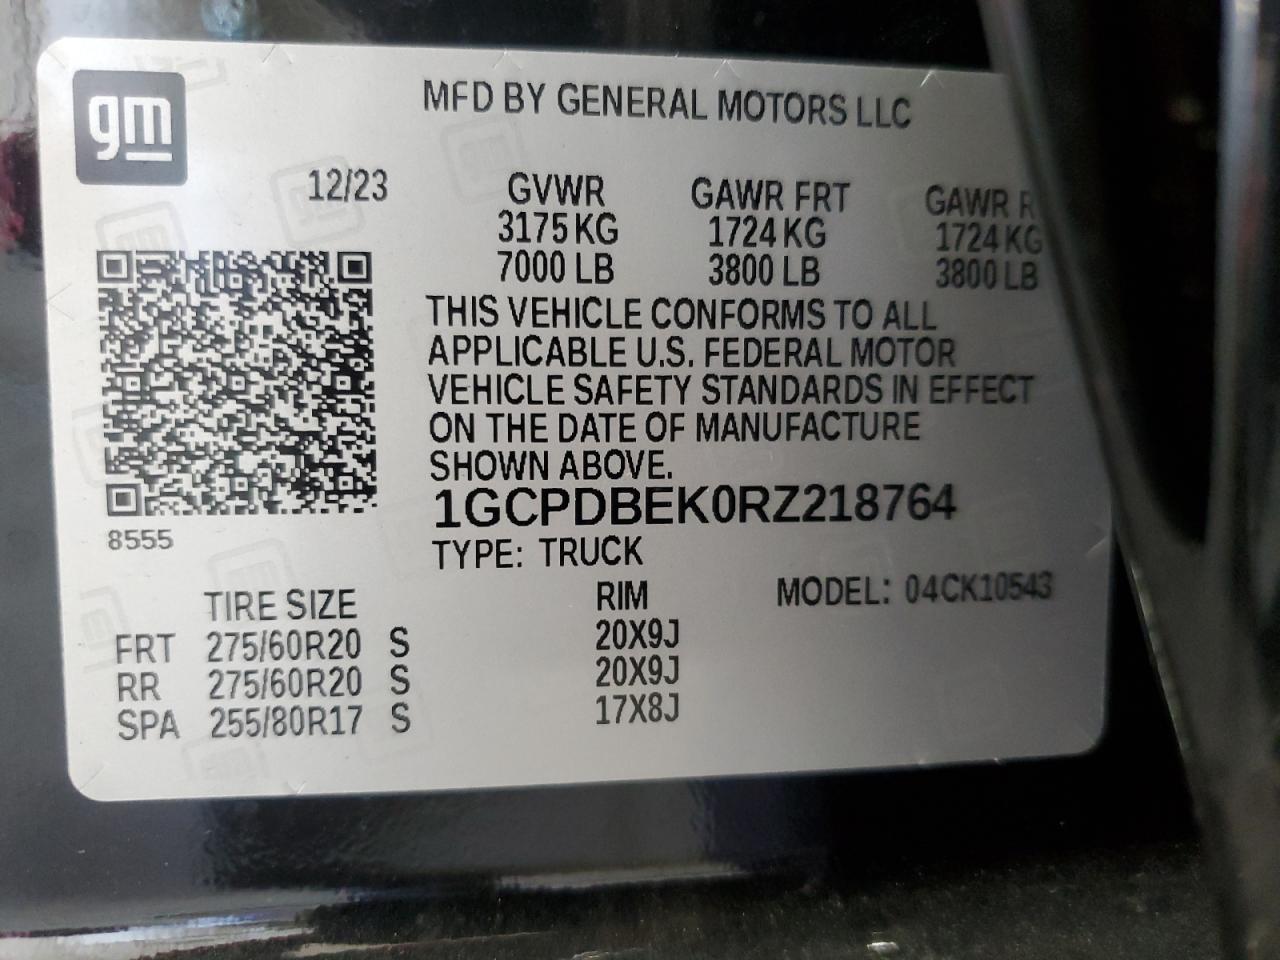 gm
MFD BY GENERAL MOTORS LLC
12/23 GVWR GAWR FRT GAWR R
3175 KG 1724 KG 1724 KG
7000 LB 3800 LB 3800 LB
THIS VEHICLE CONFORMS TO ALL
APPLICABLE U.S. FEDERAL MOTOR
VEHICLE SAFETY STANDARDS IN EFFECT
ON THE DATE OF MANUFACTURE
SHOWN ABOVE.
1GCPDBEK0RZ218764
8555
TYPE: TRUCK
TIRE SIZE RIM MODEL: 04CK10543
FRT 275/60R20 S 20X9J
RR 275/60R20 S 20X9J
SPA 255/80R17 S 17X8J